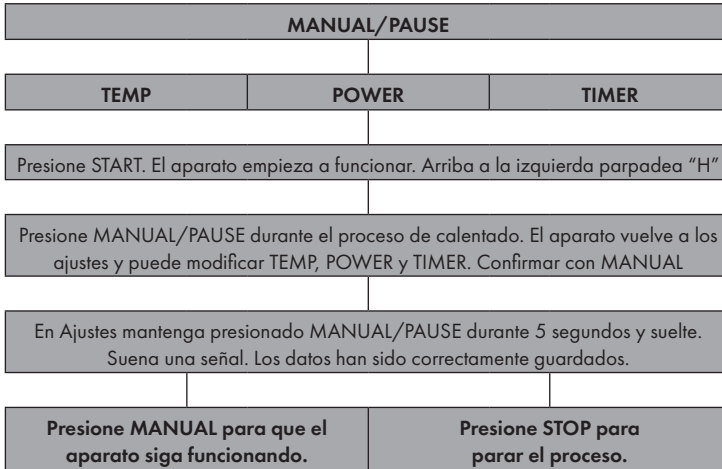 MANUAL/PAUSE
TEMP POWER TIMER
Presione START. El aparato empieza a funcionar. Arriba a la izquierda parpadea “H”
Presione MANUAL/PAUSE durante el proceso de calentado. El aparato vuelve a los
ajustes y puede modificar TEMP, POWER y TIMER. Confirmar con MANUAL
En Ajustes mantenga presionado MANUAL/PAUSE durante 5 segundos y suelte.
Suena una señal. Los datos han sido correctamente guardados.
Presione MANUAL para que el
aparato siga funcionando.
Presione STOP para
parar el proceso.